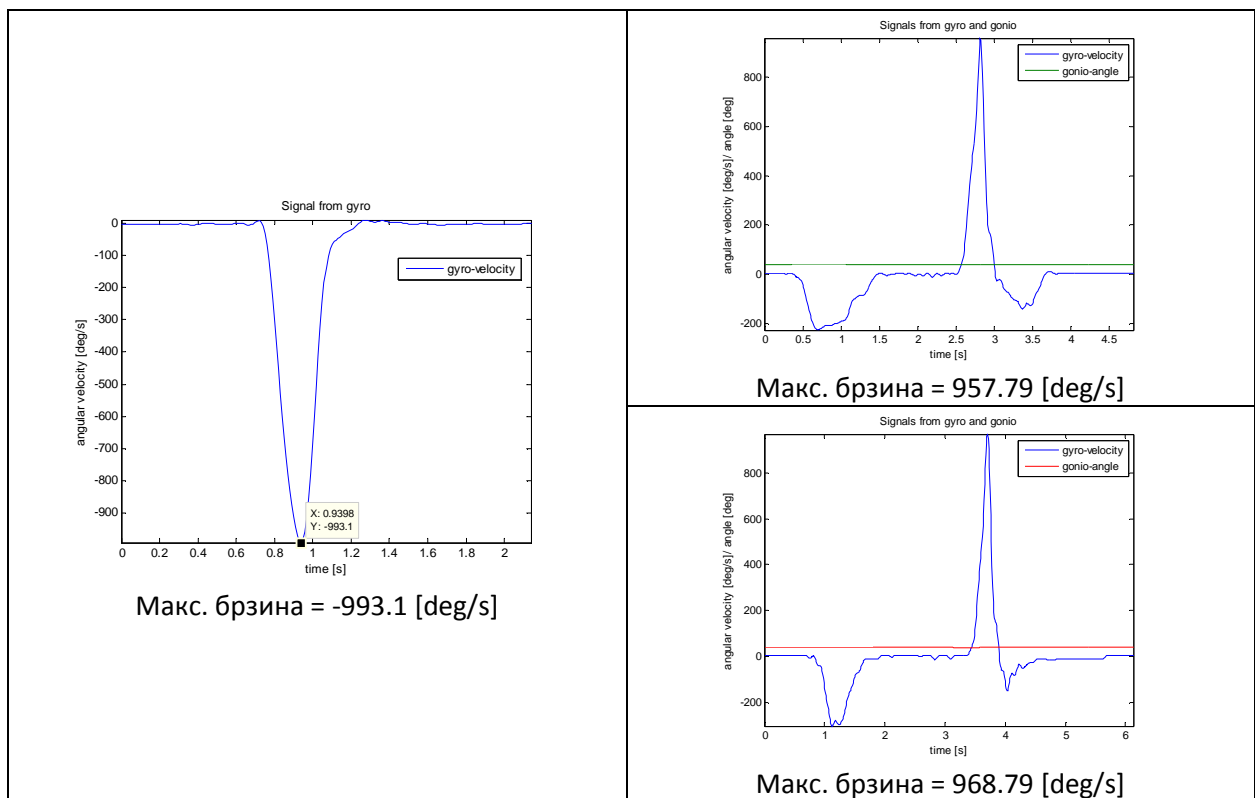 Signal from gyro
0
-100
-200
-300
-400
-500
-600
-700
-800
-900
angular velocity [deg/s]
gyro-velocity
X: 0.9398
Y: -993.1
0 0.2 0.4 0.6 0.8 1 1.2 1.4 1.6 1.8 2
time [s]
Макс. брзина = -993.1 [deg/s]
Signals from gyro and gonio
gyro-velocity
gonio-angle
800
600
400
200
0
-200
angular velocity [deg/s]/ angle [deg]
0 0.5 1 1.5 2 2.5 3 3.5 4 4.5
time [s]
Макс. брзина = 957.79 [deg/s]
Signals from gyro and gonio
gyro-velocity
gonio-angle
800
600
400
200
0
-200
angular velocity [deg/s]/ angle [deg]
0 1 2 3 4 5 6
time [s]
Макс. брзина = 968.79 [deg/s]